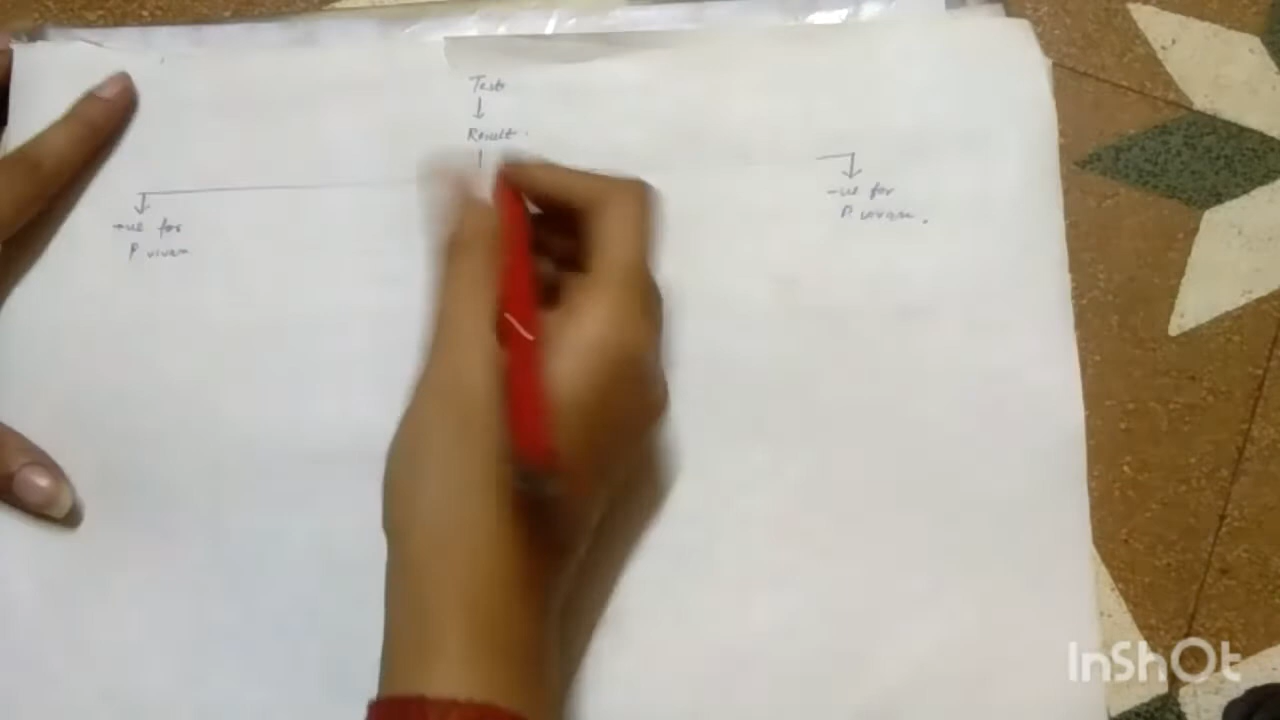 Test
Result.
-ve for
P. vivax
-ve for
P. vivax.
InShOt